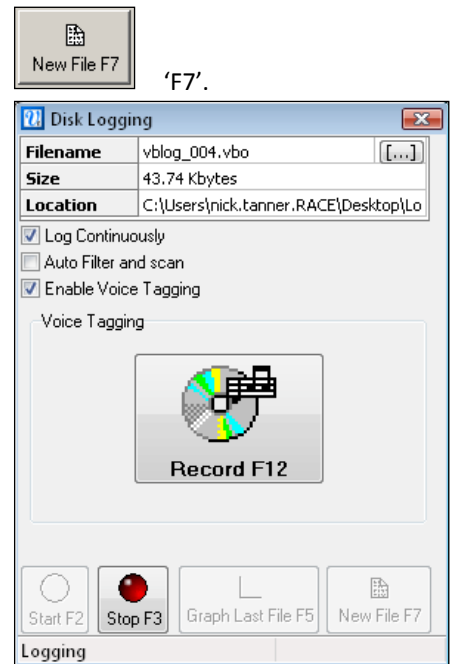 New File F7
‘F7’.
Disk Logging
Filename vblog_004.vbo [...]
Size 43.74 Kbytes
Location C:\Users\nick.tanner.RACE\Desktop\Lo
Log Continuously
Auto Filter and scan
Enable Voice Tagging
Voice Tagging
Record F12
Start F2 Stop F3 Graph Last File F5 New File F7
Logging